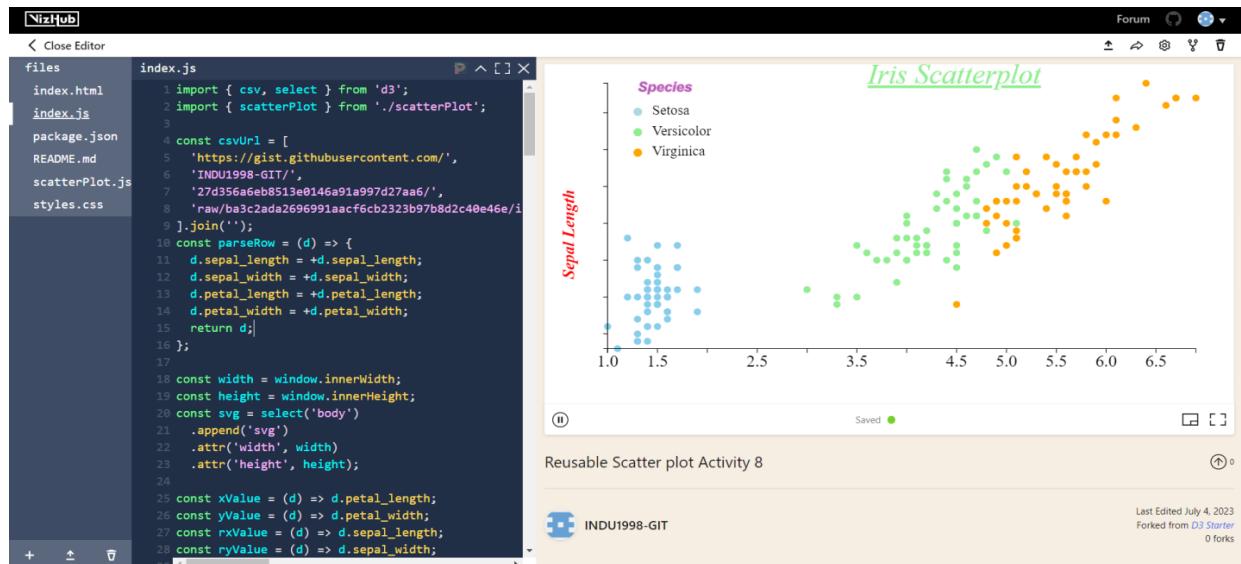 VizHub
Forum
Close Editor
files
index.html
index.js
package.json
README.md
scatterPlot.js
styles.css
index.js
1 import { csv, select } from 'd3';
2 import { scatterPlot } from './scatterPlot';
3
4 const csvUrl = [
5 'https://gist.githubusercontent.com/',
6 'INDU1998-GIT/',
7 '27d356a6eb8513e0146a91a997d27aa6/',
8 'raw/ba3c2ada2696991aacf6cb2323b97b8d2c40e46e/i
9 ].join('');
10 const parseRow = (d) => {
11 d.sepal_length = +d.sepal_length;
12 d.sepal_width = +d.sepal_width;
13 d.petal_length = +d.petal_length;
14 d.petal_width = +d.petal_width;
15 return d;
16 };
17
18 const width = window.innerWidth;
19 const height = window.innerHeight;
20 const svg = select('body')
21 .append('svg')
22 .attr('width', width)
23 .attr('height', height);
24
25 const xValue = (d) => d.petal_length;
26 const yValue = (d) => d.petal_width;
27 const rxValue = (d) => d.sepal_length;
28 const ryValue = (d) => d.sepal_width;
Iris Scatterplot
Species
Setosa
Versicolor
Virginica
Sepal Length
1.0 1.5 2.5 3.5 4.5 5.0 5.5 6.0 6.5
Saved
Reusable Scatter plot Activity 8
0
INDU1998-GIT
Last Edited July 4, 2023
Forked from D3 Starter
0 forks